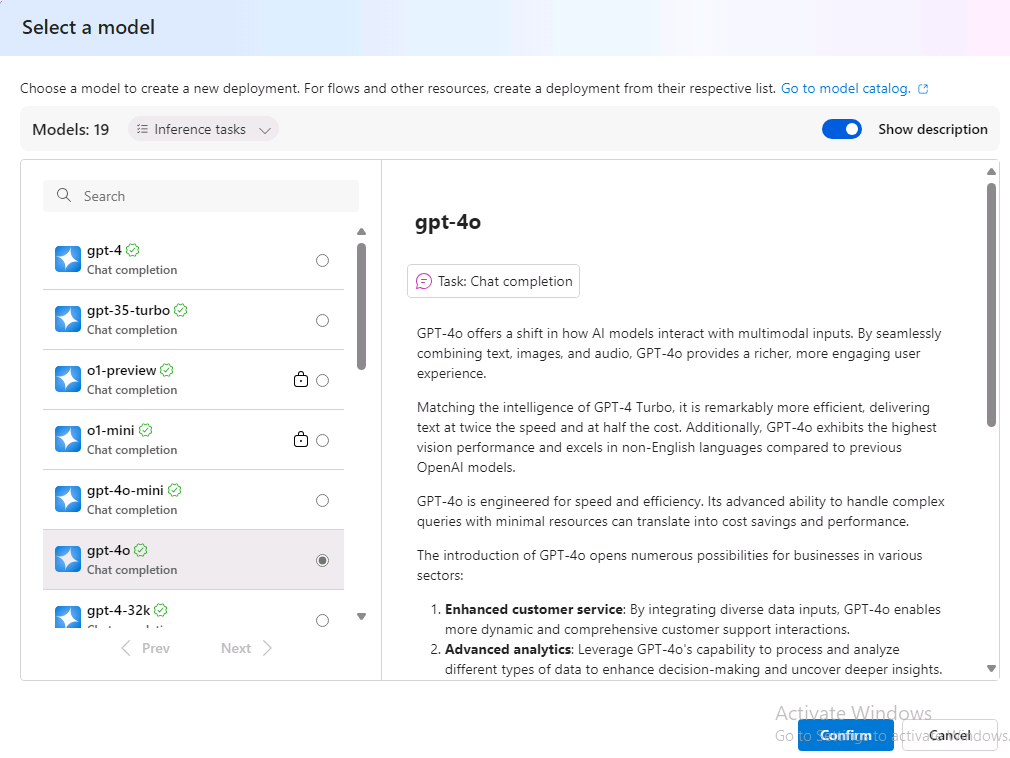 Select a model
Choose a model to create a new deployment. For flows and other resources, create a deployment from their respective list. Go to model catalog.
Models: 19
Inference tasks
Show description
Search
gpt-4
Chat completion
gpt-35-turbo
Chat completion
o1-preview
Chat completion
o1-mini
Chat completion
gpt-4o-mini
Chat completion
gpt-4o
Chat completion
gpt-4-32k
Prev
Next
gpt-4o
Task: Chat completion
GPT-4o offers a shift in how AI models interact with multimodal inputs. By seamlessly
combining text, images, and audio, GPT-4o provides a richer, more engaging user
experience.
Matching the intelligence of GPT-4 Turbo, it is remarkably more efficient, delivering
text at twice the speed and at half the cost. Additionally, GPT-4o exhibits the highest
vision performance and excels in non-English languages compared to previous
OpenAI models.
GPT-4o is engineered for speed and efficiency. Its advanced ability to handle complex
queries with minimal resources can translate into cost savings and performance.
The introduction of GPT-4o opens numerous possibilities for businesses in various
sectors:
1. Enhanced customer service: By integrating diverse data inputs, GPT-4o enables
more dynamic and comprehensive customer support interactions.
2. Advanced analytics: Leverage GPT-4o's capability to process and analyze
different types of data to enhance decision-making and uncover deeper insights.
Activate Windows
Go to Settings to activate Windows.
Confirm
Cancel